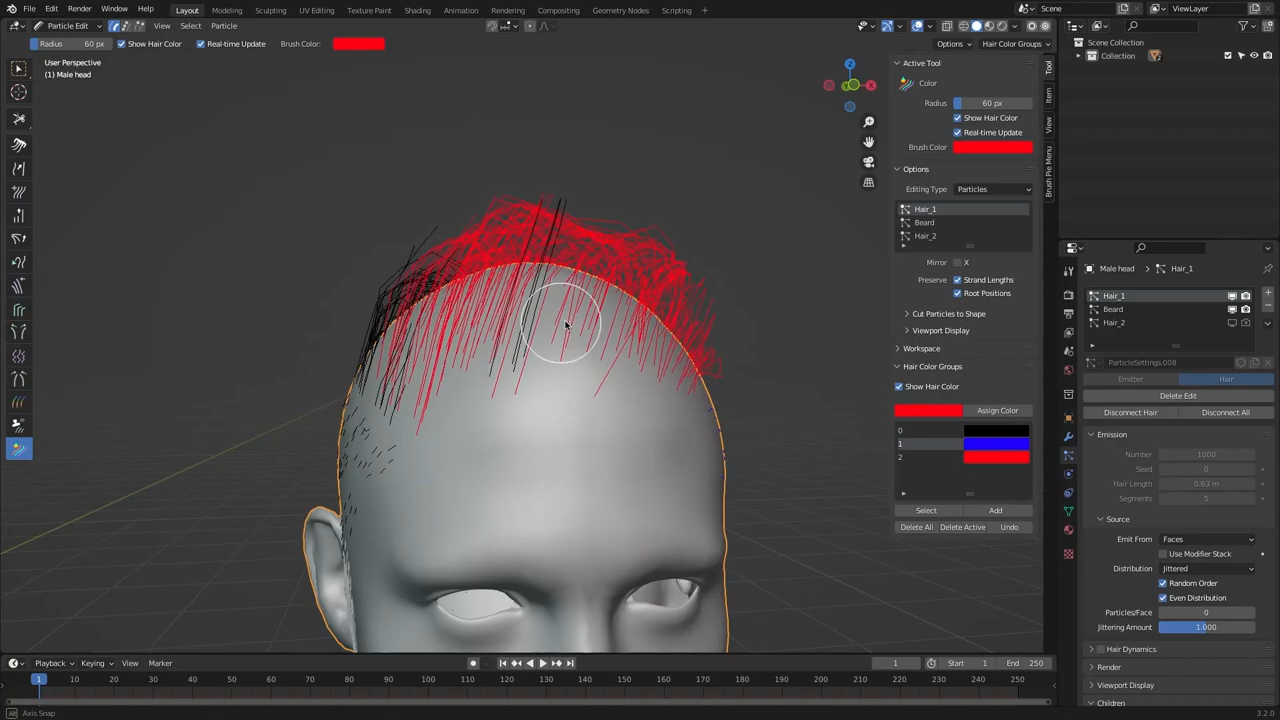 File Edit Render Window Help Layout Modeling Sculpting UV Editing Texture Paint Shading Animation Rendering Compositing Geometry Nodes Scripting + Scene ViewLayer
Particle Edit View Select Particle
Radius 60 px Show Hair Color Real-time Update Brush Color: Options Hair Color Groups
Scene Collection
Collection
User Perspective
(1) Male head
Z
X
Y
Active Tool
Color
Radius 60 px
Show Hair Color
Real-time Update
Brush Color
Options
Editing Type Particles
Hair_1
Beard
Hair_2
Mirror X
Preserve Strand Lengths
Root Positions
Cut Particles to Shape
Viewport Display
Workspace
Hair Color Groups
Show Hair Color
Assign Color
0
1
2
Select Add
Delete All Delete Active Undo
Tool
Item
View
Brush Pie Menu
Male head Hair_1
Hair_1
Beard
Hair_2
ParticleSettings.008
Emitter Hair
Delete Edit
Disconnect Hair Disconnect All
Emission
Number 1000
Seed 0
Hair Length 0.63 m
Segments 5
Source
Emit From Faces
Use Modifier Stack
Distribution Jittered
Random Order
Even Distribution
Particles/Face 0
Jittering Amount 1.000
Hair Dynamics
Render
Viewport Display
Children
Playback Keying View Marker 1 Start 1 End 250
1 10 20 30 40 50 60 70 80 90 100 110 120 130 140 150 160 170 180 190 200 210 220 230 240 250
Axis Snap 3.2.0